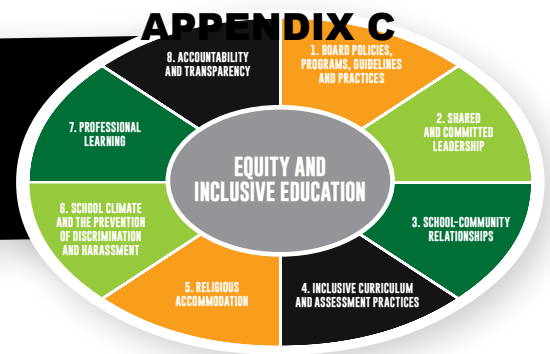 APPENDIX C
8. ACCOUNTABILITY
AND TRANSPARENCY
1. BOARD POLICIES,
PROGRAMS, GUIDELINES
AND PRACTICES
2. SHARED
AND COMMITTED
LEADERSHIP
3. SCHOOL-COMMUNITY
RELATIONSHIPS
4. INCLUSIVE CURRICULUM
AND ASSESSMENT PRACTICES
5. RELIGIOUS
ACCOMMODATION
6. SCHOOL CLIMATE
AND THE PREVENTION
OF DISCRIMINATION
AND HARASSMENT
7. PROFESSIONAL
LEARNING
EQUITY AND
INCLUSIVE EDUCATION